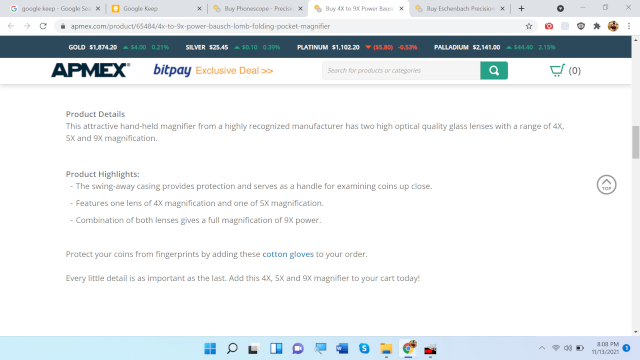 google keep - Google Se
Google Keep
Buy Phonescope - Precision
Buy 4X to 9X Power Bausc
Buy Eschenbach Precision
apmex.com/product/65484/4x-to-9x-power-bausch-lomb-folding-pocket-magnifier
GOLD $1,874.20 ▲ $4.00 0.21% SILVER $25.45 ▲ $0.10 0.39% PLATINUM $1,102.20 ▼ ($5.80) -0.53% PALLADIUM $2,141.00 ▲ $44.40 2.15%
APMEX® bitpay Exclusive Deal >> Search for products or categories (0)
Product Details
This attractive hand-held magnifier from a highly recognized manufacturer has two high optical quality glass lenses with a range of 4X,
5X and 9X magnification.
Product Highlights:
- The swing-away casing provides protection and serves as a handle for examining coins up close.
TOP
- Features one lens of 4X magnification and one of 5X magnification.
- Combination of both lenses gives a full magnification of 9X power.
Protect your coins from fingerprints by adding these cotton gloves to your order.
Every little detail is as important as the last. Add this 4X, 5X and 9X magnifier to your cart today!
8:08 PM
11/13/2021